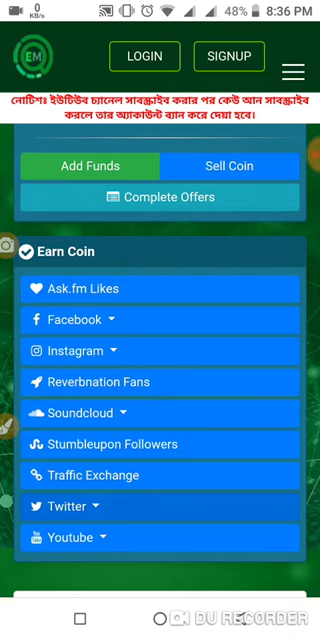 0
KB/s
48% 8:36 PM
EM
LOGIN
SIGNUP
নোটিশঃ ইউটিউব চ্যানেল সাবস্ক্রাইব করার পর কেউ আন সাবস্ক্রাইব
করলে তার অ্যাকাউন্ট ব্যান করে দেয়া হবে।
Add Funds
Sell Coin
Complete Offers
Earn Coin
Ask.fm Likes
Facebook
Instagram
Reverbnation Fans
Soundcloud
Stumbleupon Followers
Traffic Exchange
Twitter
Youtube
DU RECORDER